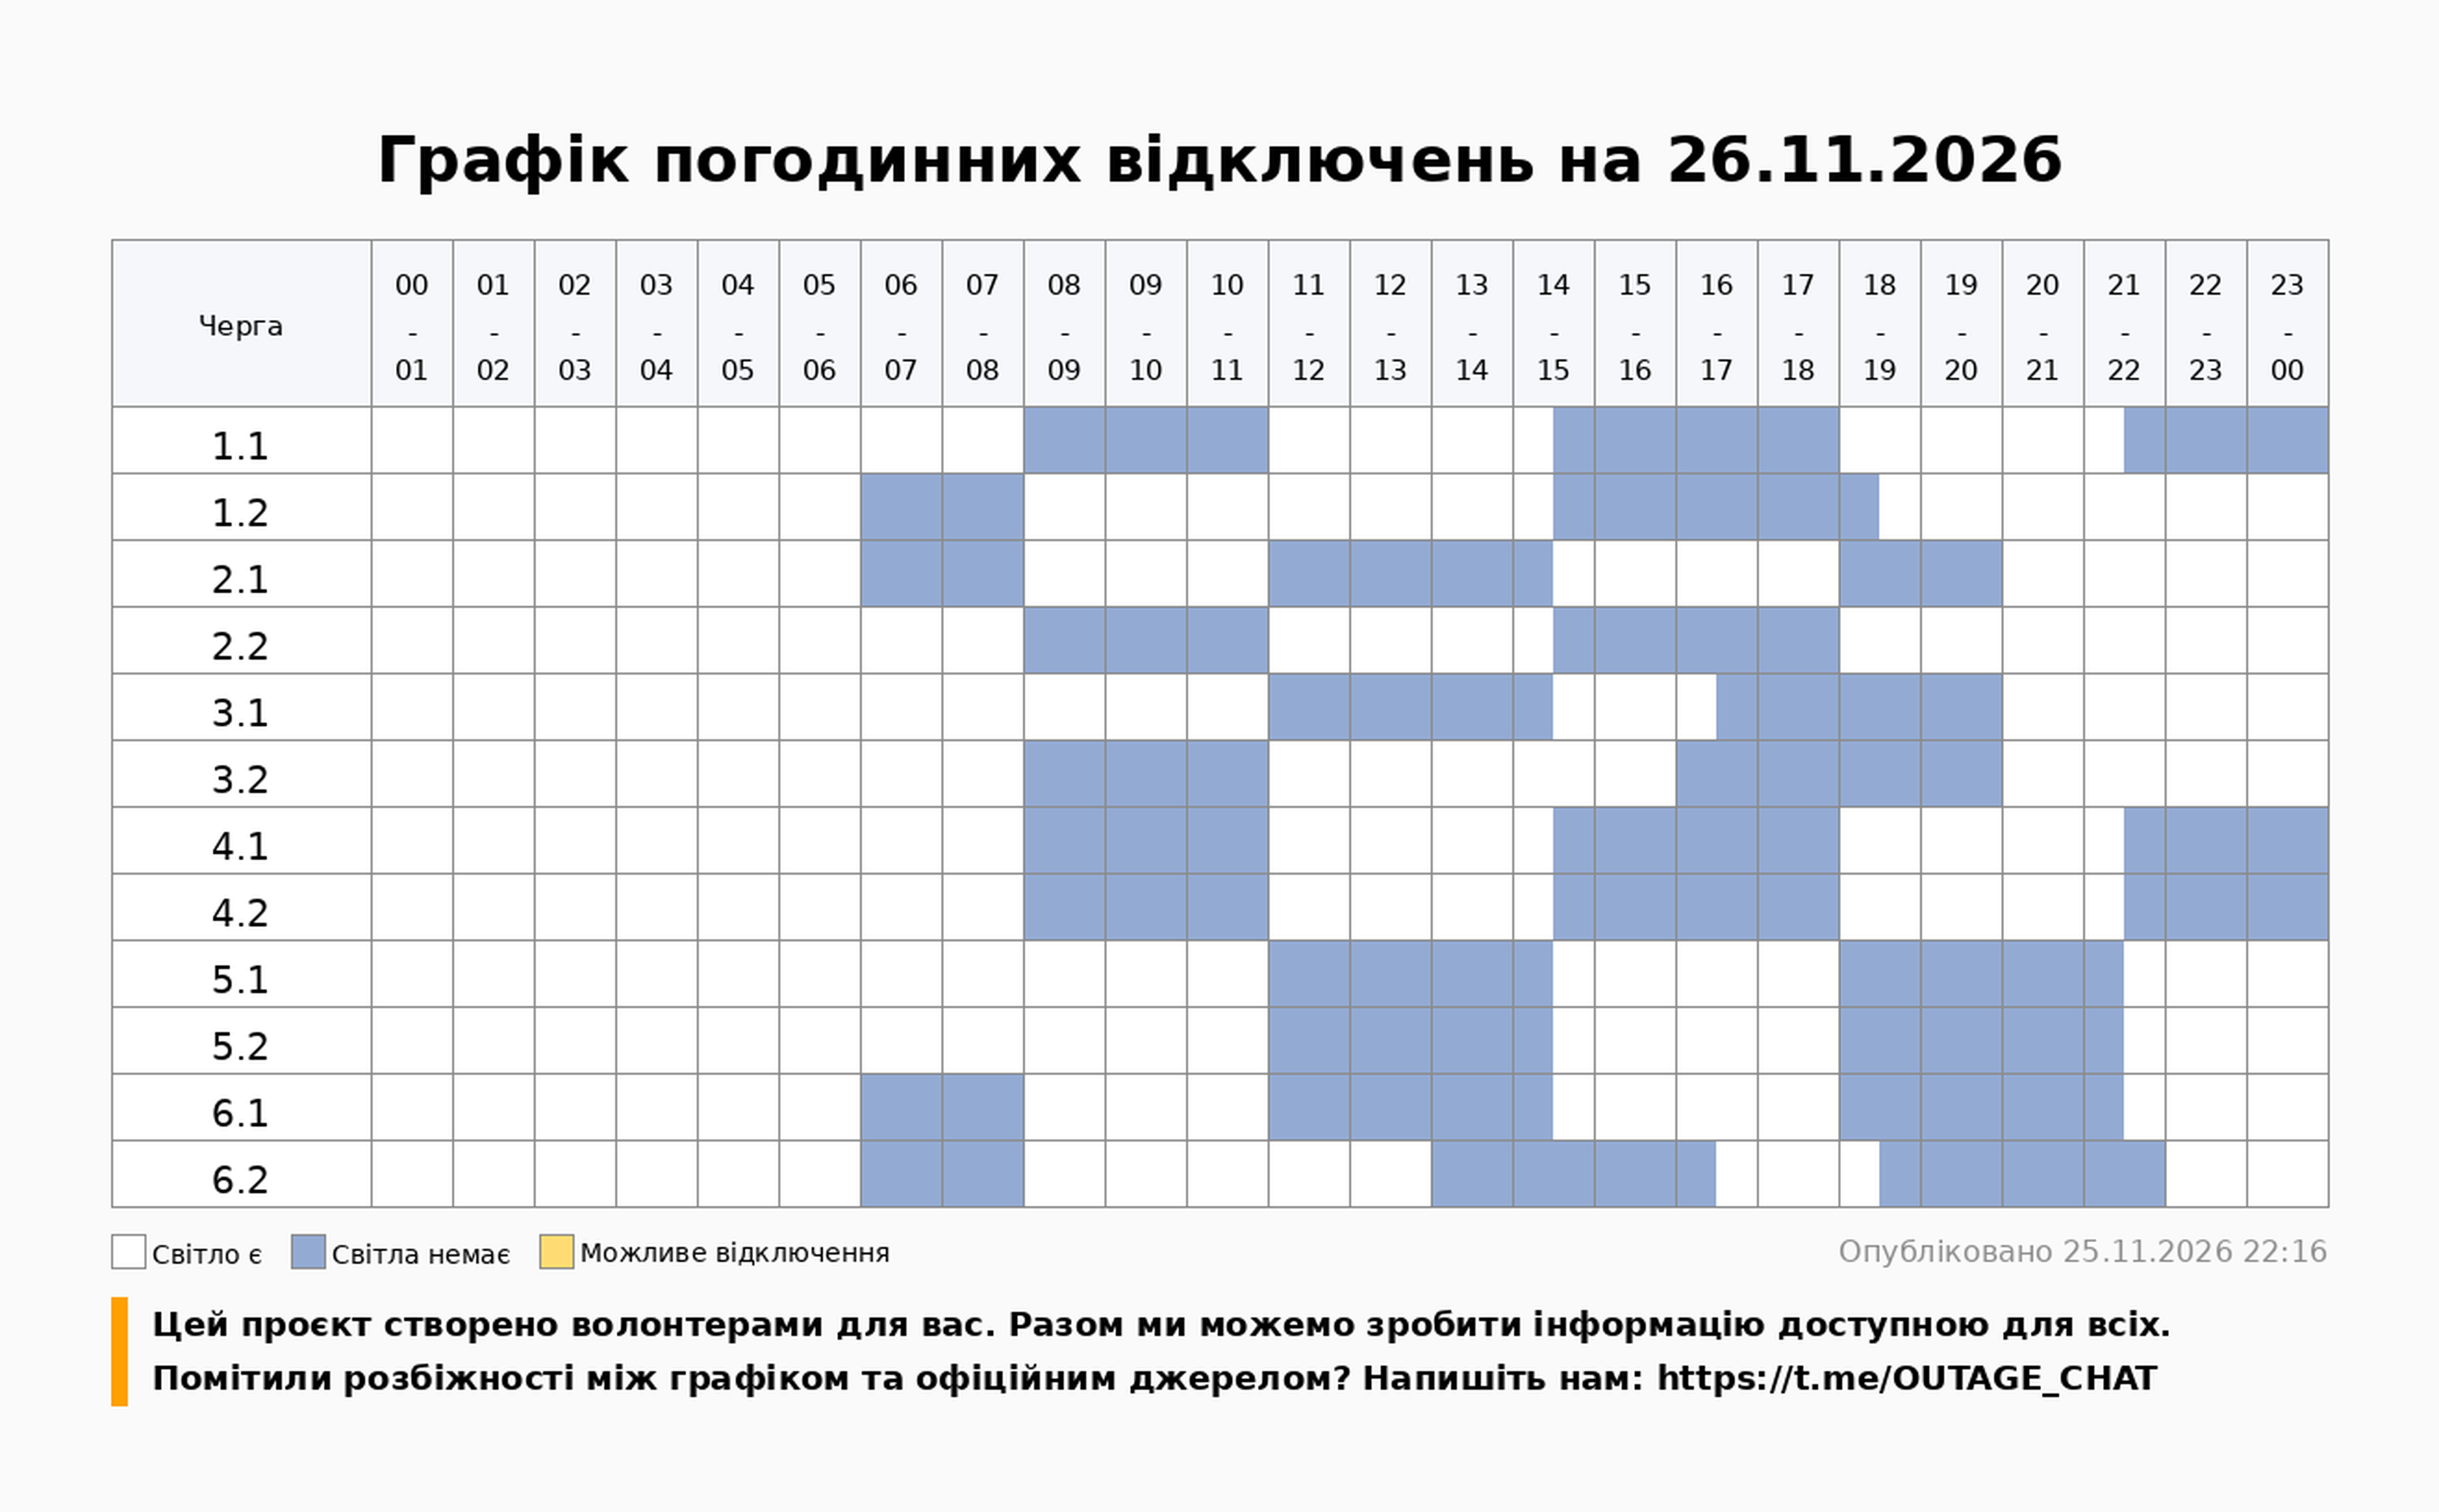 Графік погодинних відключень на 26.11.2026
Черга 00 - 01 01 - 02 02 - 03 03 - 04 04 - 05 05 - 06 06 - 07 07 - 08 08 - 09 09 - 10 10 - 11 11 - 12 12 - 13 13 - 14 14 - 15 15 - 16 16 - 17 17 - 18 18 - 19 19 - 20 20 - 21 21 - 22 22 - 23 23 - 00
1.1
1.2
2.1
2.2
3.1
3.2
4.1
4.2
5.1
5.2
6.1
6.2
Світло є Світла немає Можливе відключення Опубліковано 25.11.2026 22:16
Цей проєкт створено волонтерами для вас. Разом ми можемо зробити інформацію доступною для всіх.
Помітили розбіжності між графіком та офіційним джерелом? Напишіть нам: https://t.me/OUTAGE_CHAT